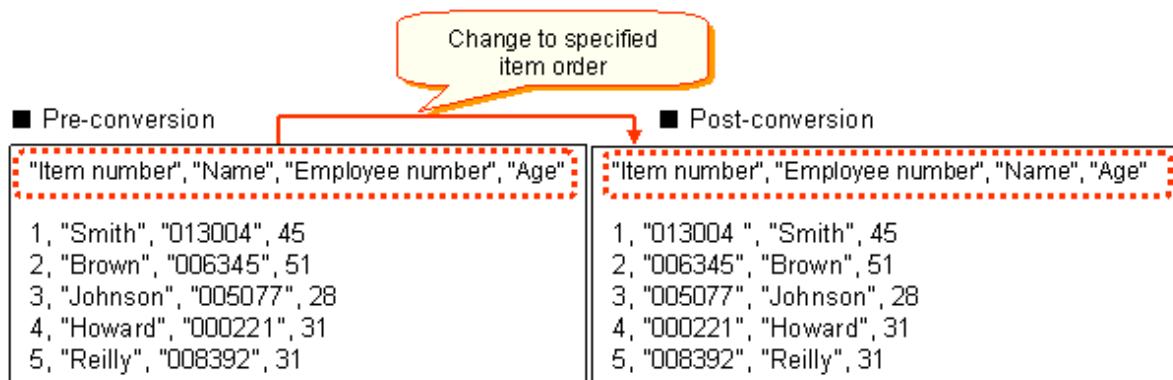 Change to specified
item order
■ Pre-conversion
"Item number", "Name", "Employee number", "Age"
1, "Smith", "013004", 45
2, "Brown", "006345", 51
3, "Johnson", "005077", 28
4, "Howard", "000221", 31
5, "Reilly", "008392", 31
■ Post-conversion
"Item number", "Employee number", "Name", "Age"
1, "013004 ", "Smith", 45
2, "006345", "Brown", 51
3, "005077", "Johnson", 28
4, "000221", "Howard", 31
5, "008392", "Reilly", 31